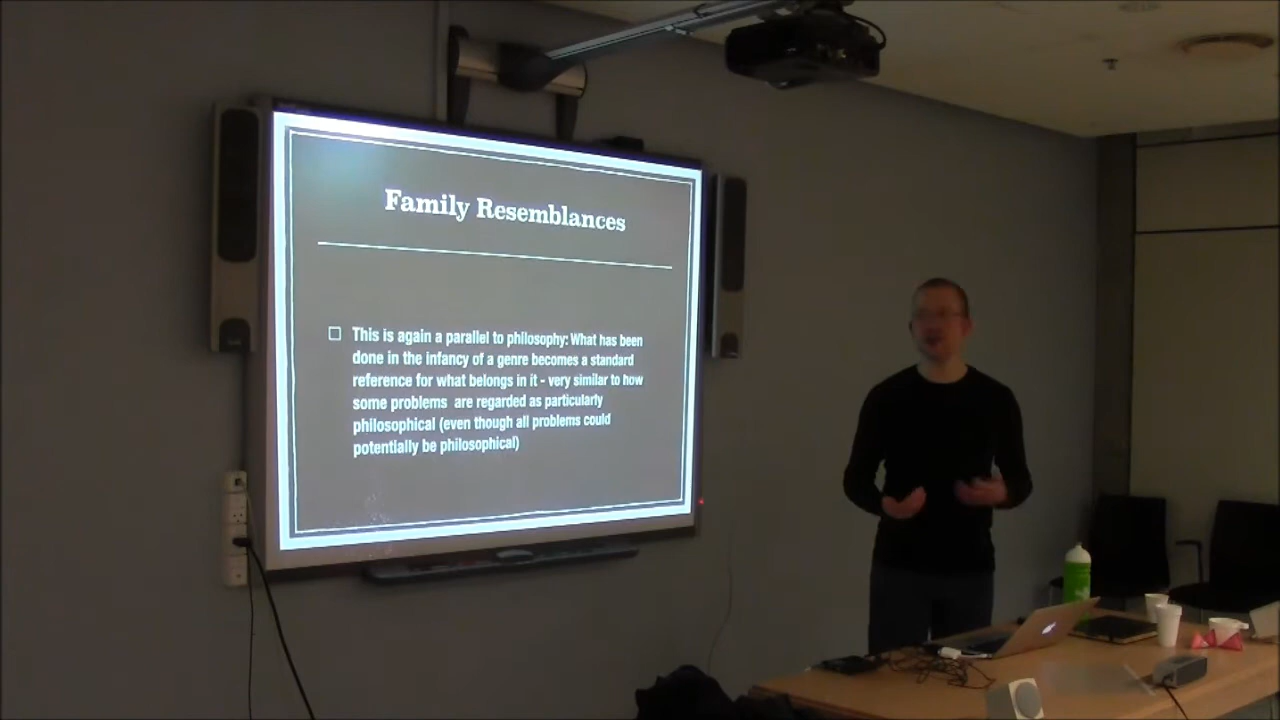 Family Resemblances
This is again a parallel to philosophy: What has been
done in the infancy of a genre becomes a standard
reference for what belongs in it - very similar to how
some problems are regarded as particularly
philosophical (even though all problems could
potentially be philosophical)